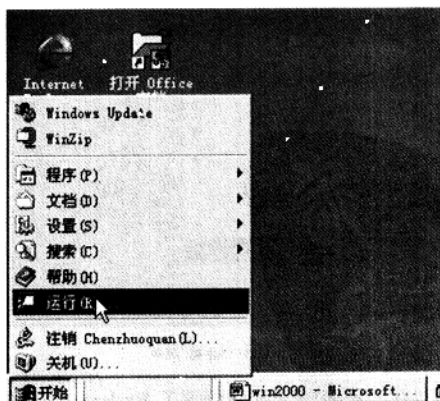 Internet
打开 Office
Windows Update
WinZip
程序(P)
文档(D)
设置(S)
搜索(C)
帮助(H)
运行(R)
注销 Chenzhuoquan(L)...
关机(U)...
开始
win2000 - Microsoft...